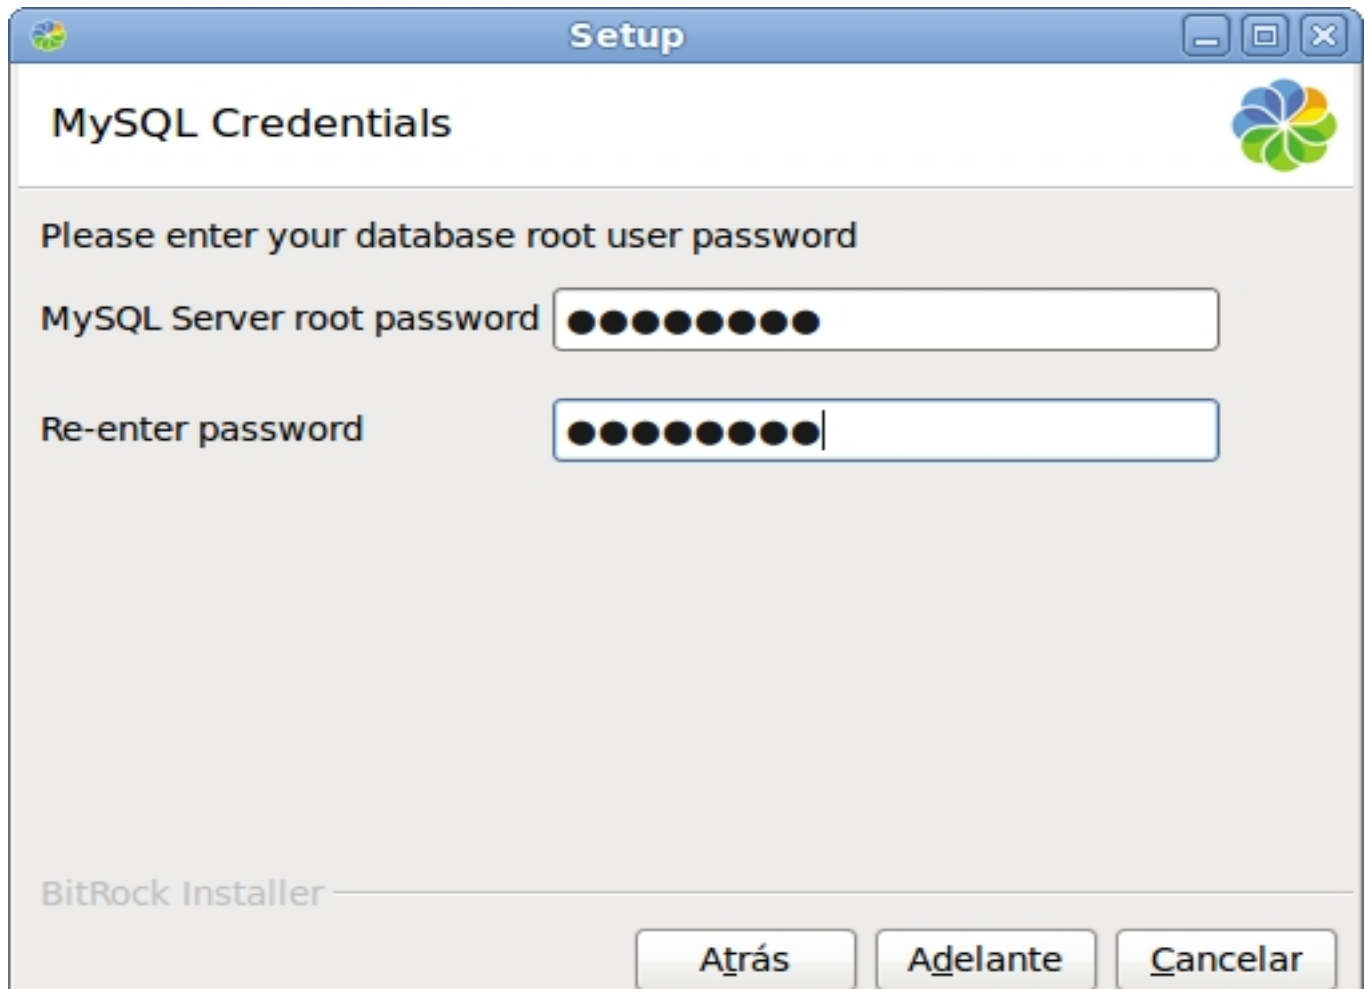 Setup
MySQL Credentials
Please enter your database root user password
MySQL Server root password ●●●●●●●●
Re-enter password ●●●●●●●●
BitRock Installer
Atrás Adelante Cancelar